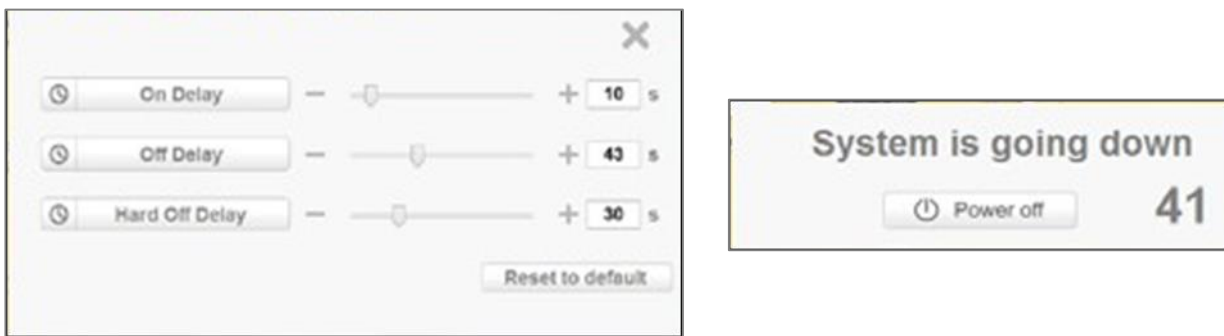 On Delay 10 s
Off Delay 43 s
Hard Off Delay 30 s
Reset to default
System is going down
Power off 41